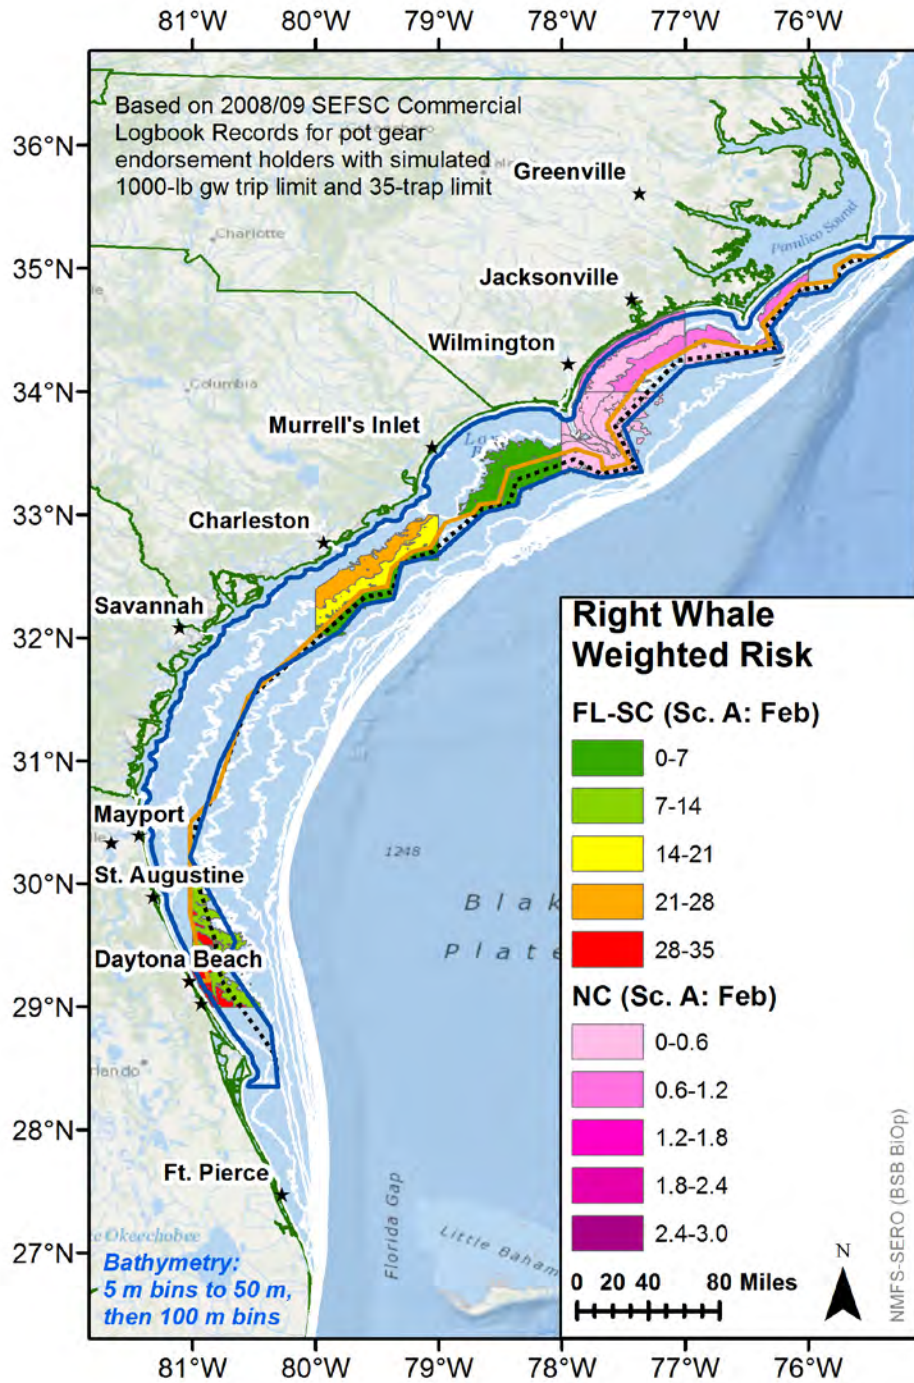 81°W 80°W 79°W 78°W 77°W 76°W
Based on 2008/09 SEFSC Commercial
Logbook Records for pot gear
endorsement holders with simulated
1000-lb gw trip limit and 35-trap limit
36°N
Greenville
Charlotte
Pamlico Sound
35°N
Jacksonville
Wilmington
34°N
Columbia
Murrell's Inlet
33°N
Charleston
Savannah
32°N
31°N
Mayport
30°N
St. Augustine
Daytona Beach
29°N
28°N
Ft. Pierce
27°N
1248
Blak
Plate
Florida Gap
Little Baham
e Okeechobee
rlando
Bathymetry:
5 m bins to 50 m,
then 100 m bins
Right Whale
Weighted Risk
FL-SC (Sc. A: Feb)
0-7
7-14
14-21
21-28
28-35
NC (Sc. A: Feb)
0-0.6
0.6-1.2
1.2-1.8
1.8-2.4
2.4-3.0
0 20 40 80 Miles
N
NMFS-SERO (BSB BiOp)
81°W 80°W 79°W 78°W 77°W 76°W